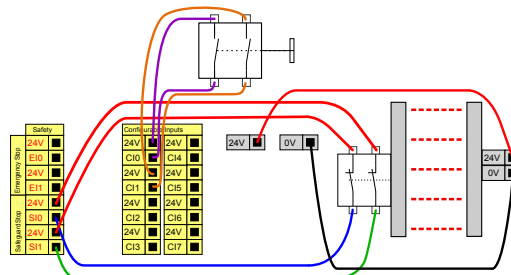 Safety
Emergency Stop
24V
EI0
24V
EI1
Safeguard Stop
24V
SI0
24V
SI1
Configurable Inputs
24V 24V
CI0 CI4
24V 24V
CI1 CI5
24V 24V
CI2 CI6
24V 24V
CI3 CI7
24V
0V
24V
0V